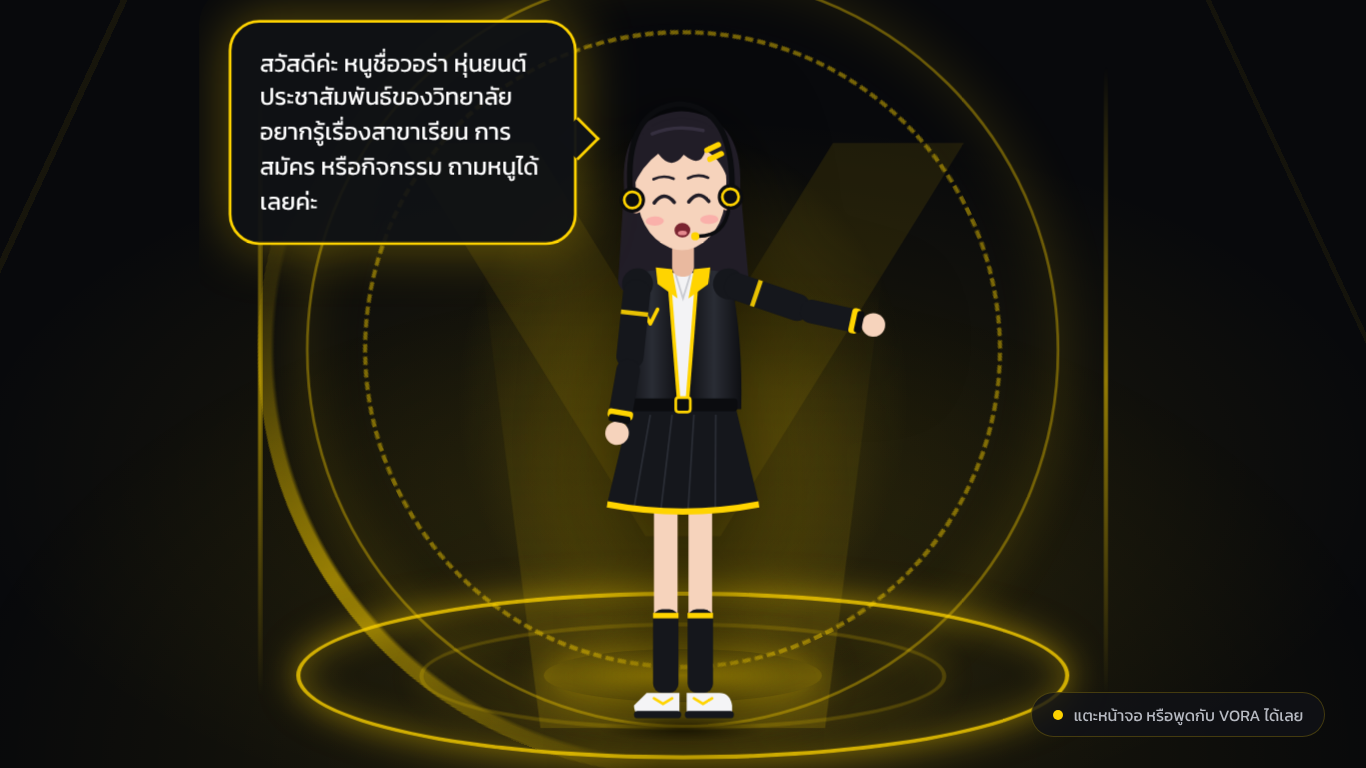 สวัสดีค่ะ หนูชื่อวอร่า หุ่นยนต์
ประชาสัมพันธ์ของวิทยาลัย
อยากรู้เรื่องสาขาเรียน การ
สมัคร หรือกิจกรรม ถามหนูได้
เลยค่ะ
แตะหน้าจอ หรือพูดกับ VORA ได้เลย